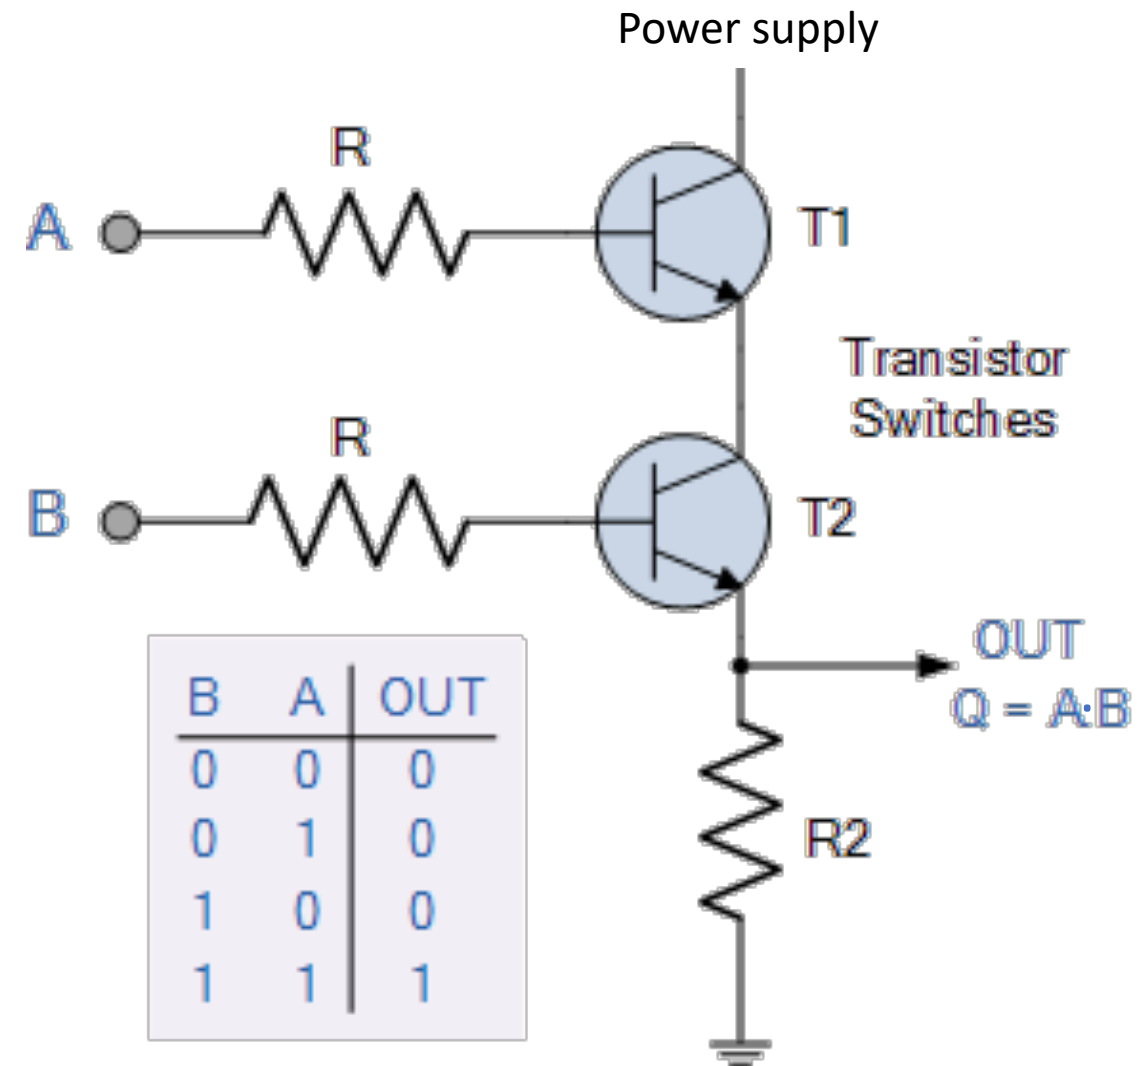 Power supply
R
A
T1
Transistor
Switches
R
B
T2
OUT
Q = A·B
B A OUT
0 0 0
0 1 0
1 0 0
1 1 1
R2